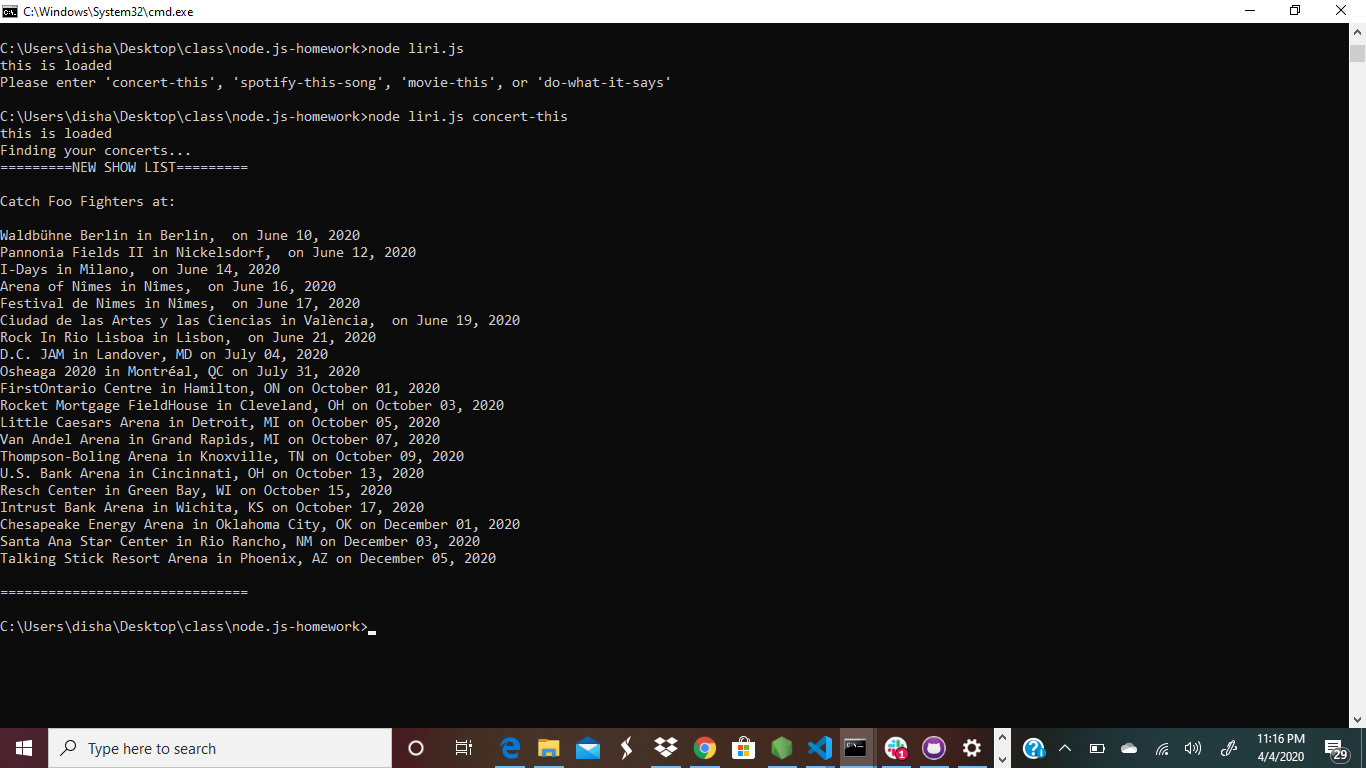 C:\Windows\System32\cmd.exe
C:\Users\disha\Desktop\class\node.js-homework>node liri.js
this is loaded
Please enter 'concert-this', 'spotify-this-song', 'movie-this', or 'do-what-it-says'
C:\Users\disha\Desktop\class\node.js-homework>node liri.js concert-this
this is loaded
Finding your concerts...
=========NEW SHOW LIST=========
Catch Foo Fighters at:
Waldbühne Berlin in Berlin,  on June 10, 2020
Pannonia Fields II in Nickelsdorf,  on June 12, 2020
I-Days in Milano,  on June 14, 2020
Arena of Nîmes in Nîmes,  on June 16, 2020
Festival de Nimes in Nîmes,  on June 17, 2020
Ciudad de las Artes y las Ciencias in València,  on June 19, 2020
Rock In Rio Lisboa in Lisbon,  on June 21, 2020
D.C. JAM in Landover, MD on July 04, 2020
Osheaga 2020 in Montréal, QC on July 31, 2020
FirstOntario Centre in Hamilton, ON on October 01, 2020
Rocket Mortgage FieldHouse in Cleveland, OH on October 03, 2020
Little Caesars Arena in Detroit, MI on October 05, 2020
Van Andel Arena in Grand Rapids, MI on October 07, 2020
Thompson-Boling Arena in Knoxville, TN on October 09, 2020
U.S. Bank Arena in Cincinnati, OH on October 13, 2020
Resch Center in Green Bay, WI on October 15, 2020
Intrust Bank Arena in Wichita, KS on October 17, 2020
Chesapeake Energy Arena in Oklahoma City, OK on December 01, 2020
Santa Ana Star Center in Rio Rancho, NM on December 03, 2020
Talking Stick Resort Arena in Phoenix, AZ on December 05, 2020
===============================
C:\Users\disha\Desktop\class\node.js-homework>
Type here to search
1
11:16 PM
4/4/2020
29